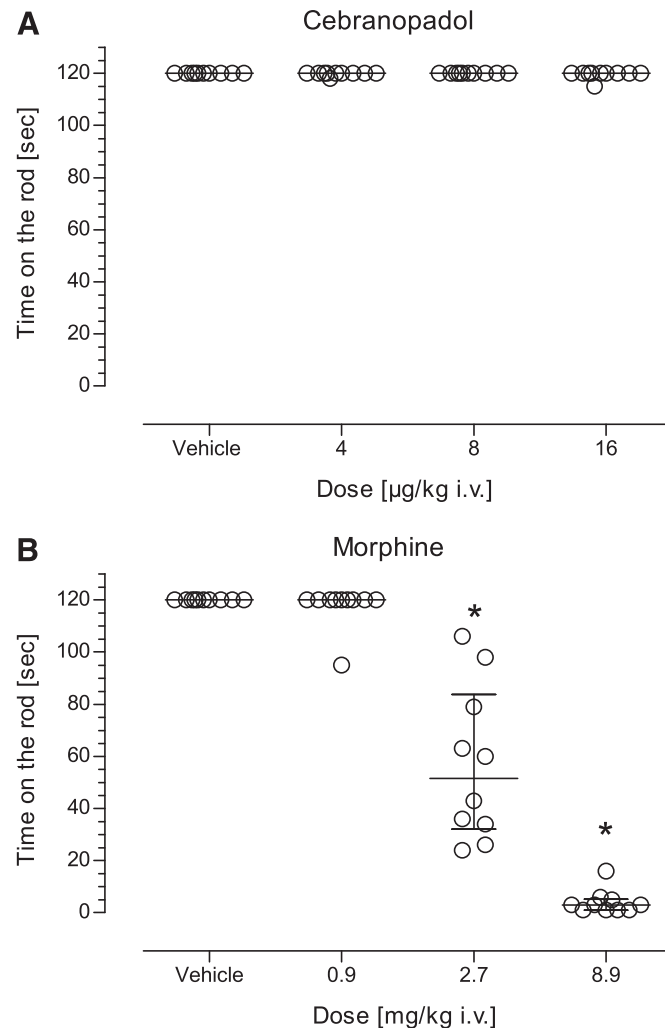 A
Cebranopadol
Time on the rod [sec]
120
100
80
60
40
20
0
Vehicle 4 8 16
Dose [µg/kg i.v.]
B
Morphine
Time on the rod [sec]
120
100
80
60
40
20
0
*
*
Vehicle 0.9 2.7 8.9
Dose [mg/kg i.v.]